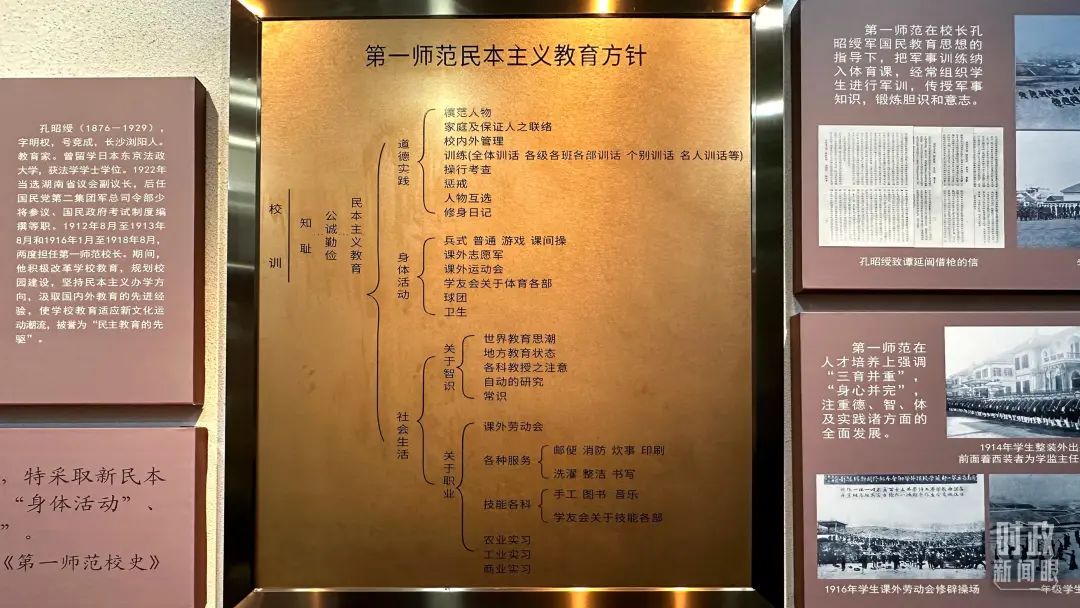 孔昭绶（1876－1929），
字明权，号竞成，长沙浏阳人。
教育家。曾留学日本东京法政
大学，获法学学士学位。1922年
当选湖南省议会副议长，后任
国民党第二集团军总司令部少
将参议、国民政府考试制度编
撰等职。1912年8月至1913年
8月和1916年1月至1918年8月，
两度担任第一师范校长。期间，
他积极改革学校教育，规划校
园建设，坚持民本主义办学方
向，汲取国内外教育的先进经
验，使学校教育适应新文化运
动潮流，被誉为“民主教育的先
驱”。
，特采取新民本
“身体活动”、
”。
《第一师范校史》
第一师范民本主义教育方针
校训
知耻
公诚勤俭
民本主义教育
道德实践
模范人物
家庭及保证人之联络
校内外管理
训练(全体训话 各级各班各部训话 个别训话 名人训话等)
操行考查
惩戒
人物互选
修身日记
身体活动
兵式 普通 游戏 课间操
课外志愿军
课外运动会
学友会关于体育各部
球团
卫生
社会生活
关于智识
世界教育思潮
地方教育状态
各科教授之注意
自动的研究
常识
关于职业
课外劳动会
各种服务
邮便 消防 炊事 印刷
洗濯 整洁 书写
技能各科
手工 图书 音乐
学友会关于技能各部
农业实习
工业实习
商业实习
第一师范在校长孔
昭绶军国民教育思想的
指导下，把军事训练纳
入体育课，经常组织学
生进行军训，传授军事
知识，锻炼胆识和意志。
孔昭绶致谭延闿借枪的信
第一师范在
人才培养上强调
“三育并重”，
“身心并完”，
注重德、智、体
及实践诸方面的
全面发展。
1914年学生整装外出
前面着西装者为学监主任
1916年学生课外劳动会修辟操场
一年级学生
时政
新闻眼